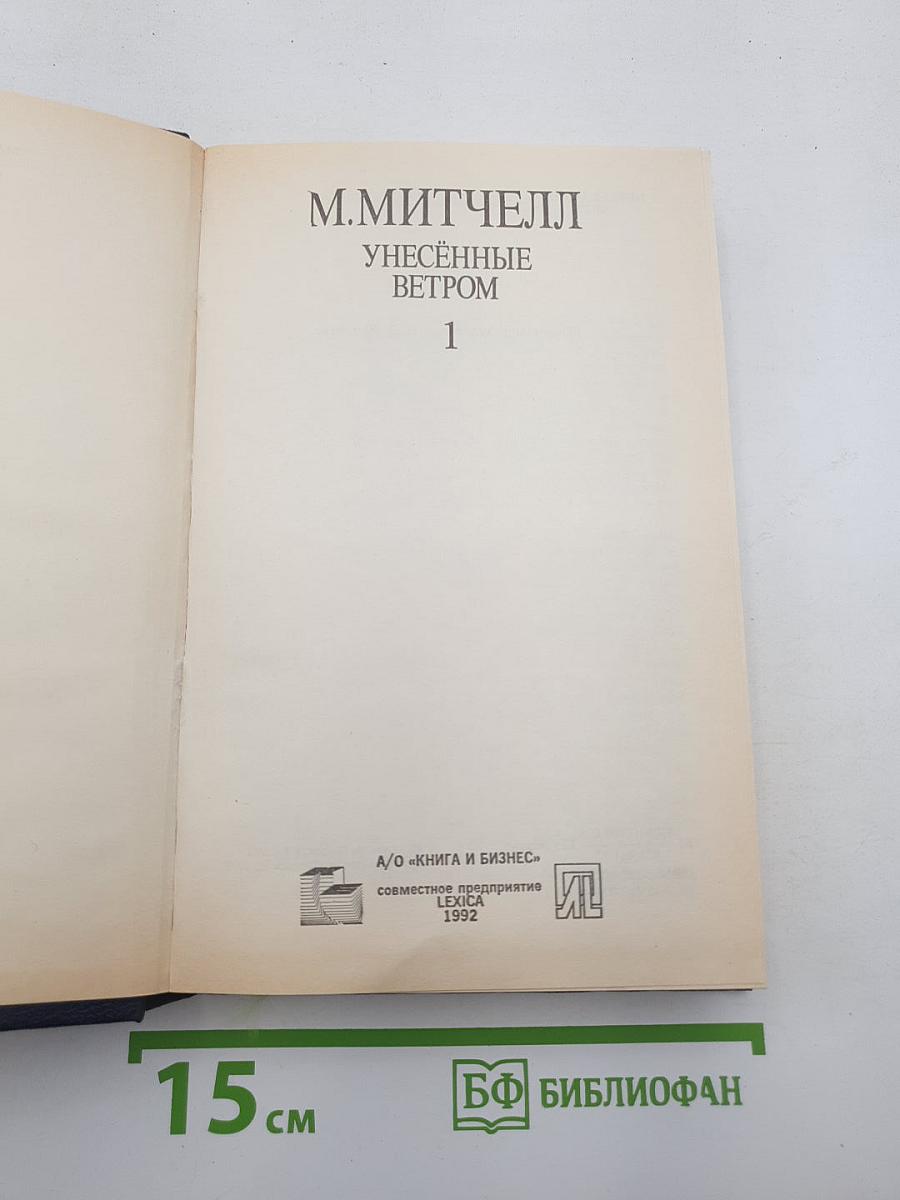 М.МИТЧЕЛЛ
УНЕСЁННЫЕ
ВЕТРОМ
1
А/О «КНИГА И БИЗНЕС»
совместное предприятие
LEXICA
1992
15 см
БФ БИБЛИОФАН